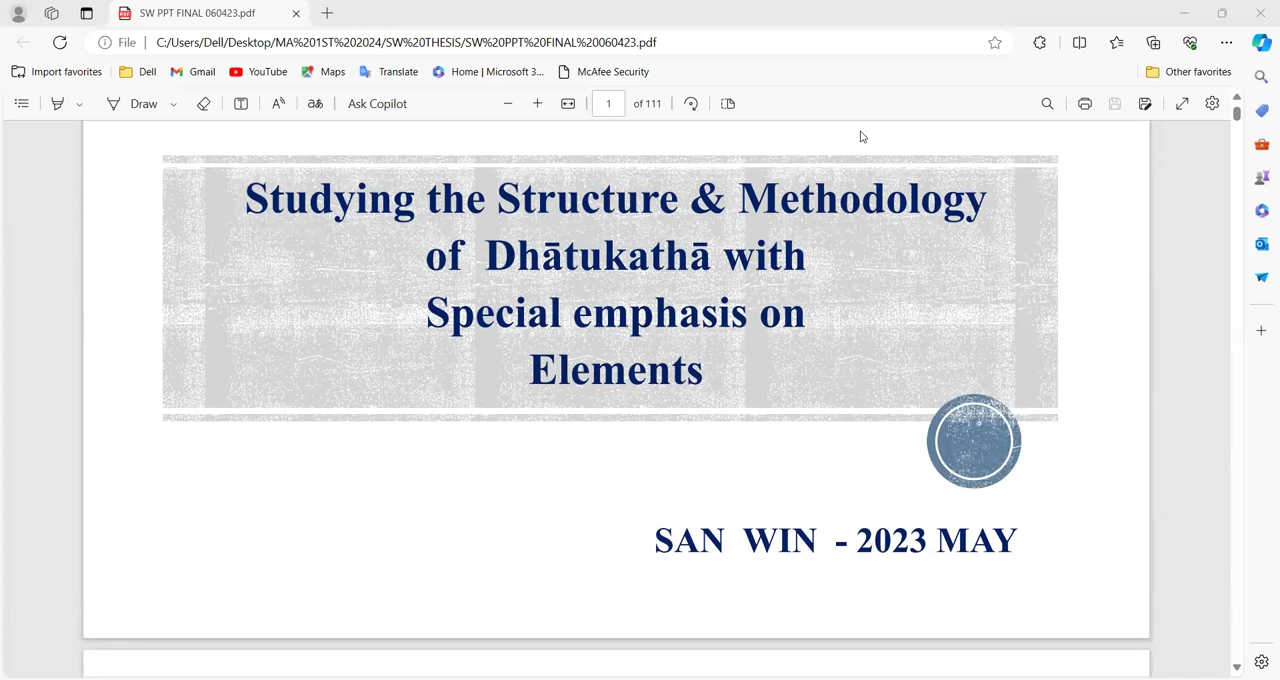 SW PPT FINAL 060423.pdf
File
C:/Users/Dell/Desktop/MA%201ST%202024/SW%20THESIS/SW%20PPT%20FINAL%20060423.pdf
Import favorites
Dell
Gmail
YouTube
Maps
Translate
Home | Microsoft 3...
McAfee Security
Other favorites
Draw
Ask Copilot
1
of 111
Studying the Structure & Methodology
of Dhātukathā with
Special emphasis on
Elements
SAN WIN - 2023 MAY